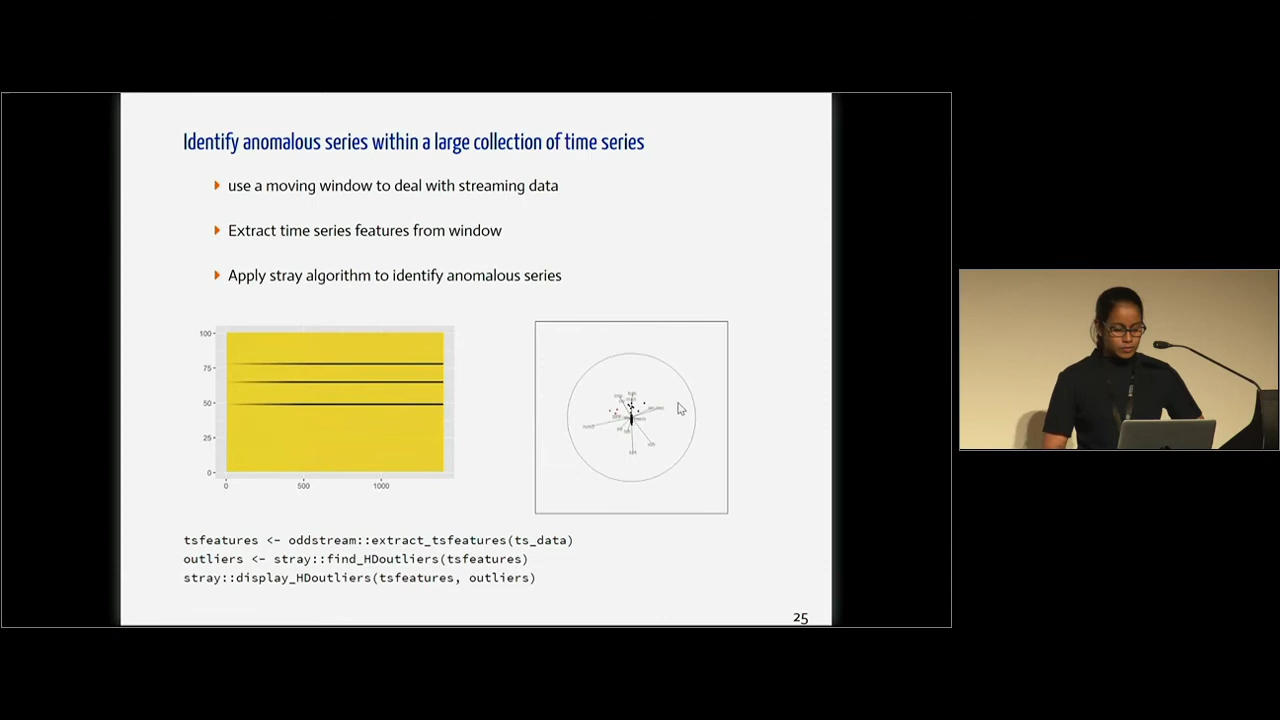 Identify anomalous series within a large collection of time series
use a moving window to deal with streaming data
Extract time series features from window
Apply stray algorithm to identify anomalous series
100
75
50
25
0
0 500 1000
tsfeatures <- oddstream::extract_tsfeatures(ts_data)
outliers <- stray::find_HDoutliers(tsfeatures)
stray::display_HDoutliers(tsfeatures, outliers)
25